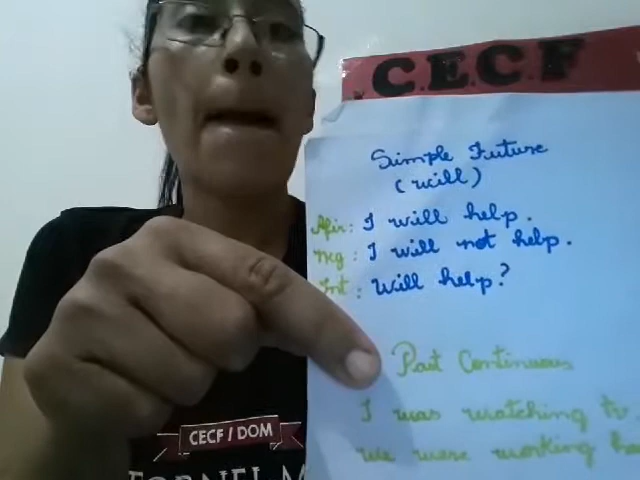 C.E.C.F
Simple Future
(will)
Afir: I will help.
Neg: I will not help.
Int: Will help?
Past Continuous
I was watching tv.
We were working
CECF / DOM